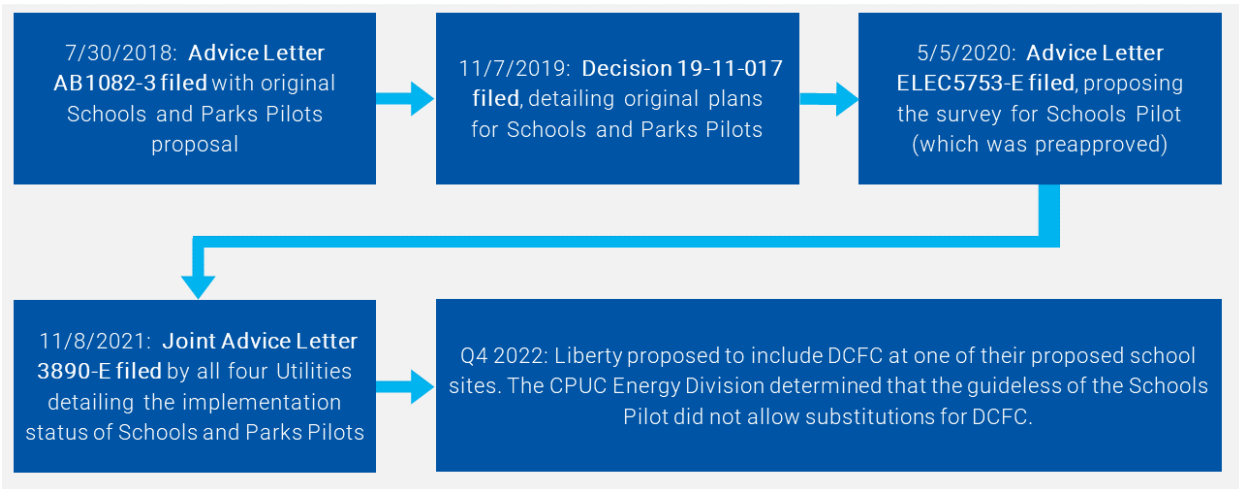 7/30/2018: Advice Letter
AB1082-3 filed with original
Schools and Parks Pilots
proposal
11/7/2019: Decision 19-11-017
filed, detailing original plans
for Schools and Parks Pilots
5/5/2020: Advice Letter
ELEC5753-E filed, proposing
the survey for Schools Pilot
(which was preapproved)
11/8/2021: Joint Advice Letter
3890-E filed by all four Utilities
detailing the implementation
status of Schools and Parks Pilots
Q4 2022: Liberty proposed to include DCFC at one of their proposed school
sites. The CPUC Energy Division determined that the guideless of the Schools
Pilot did not allow substitutions for DCFC.